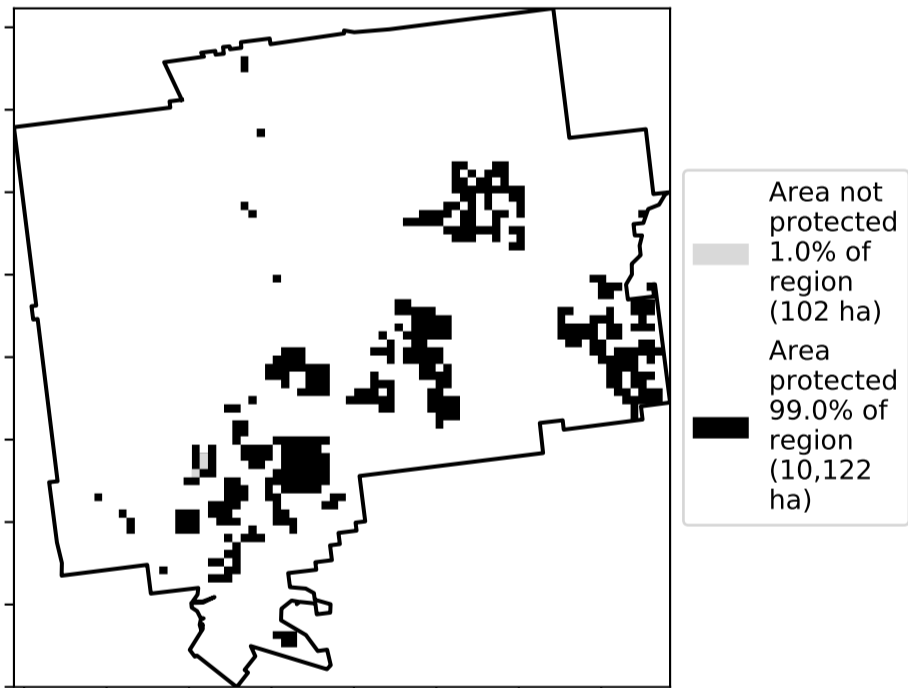 Area not
protected
1.0% of
region
(102 ha)
Area
protected
99.0% of
region
(10,122
ha)